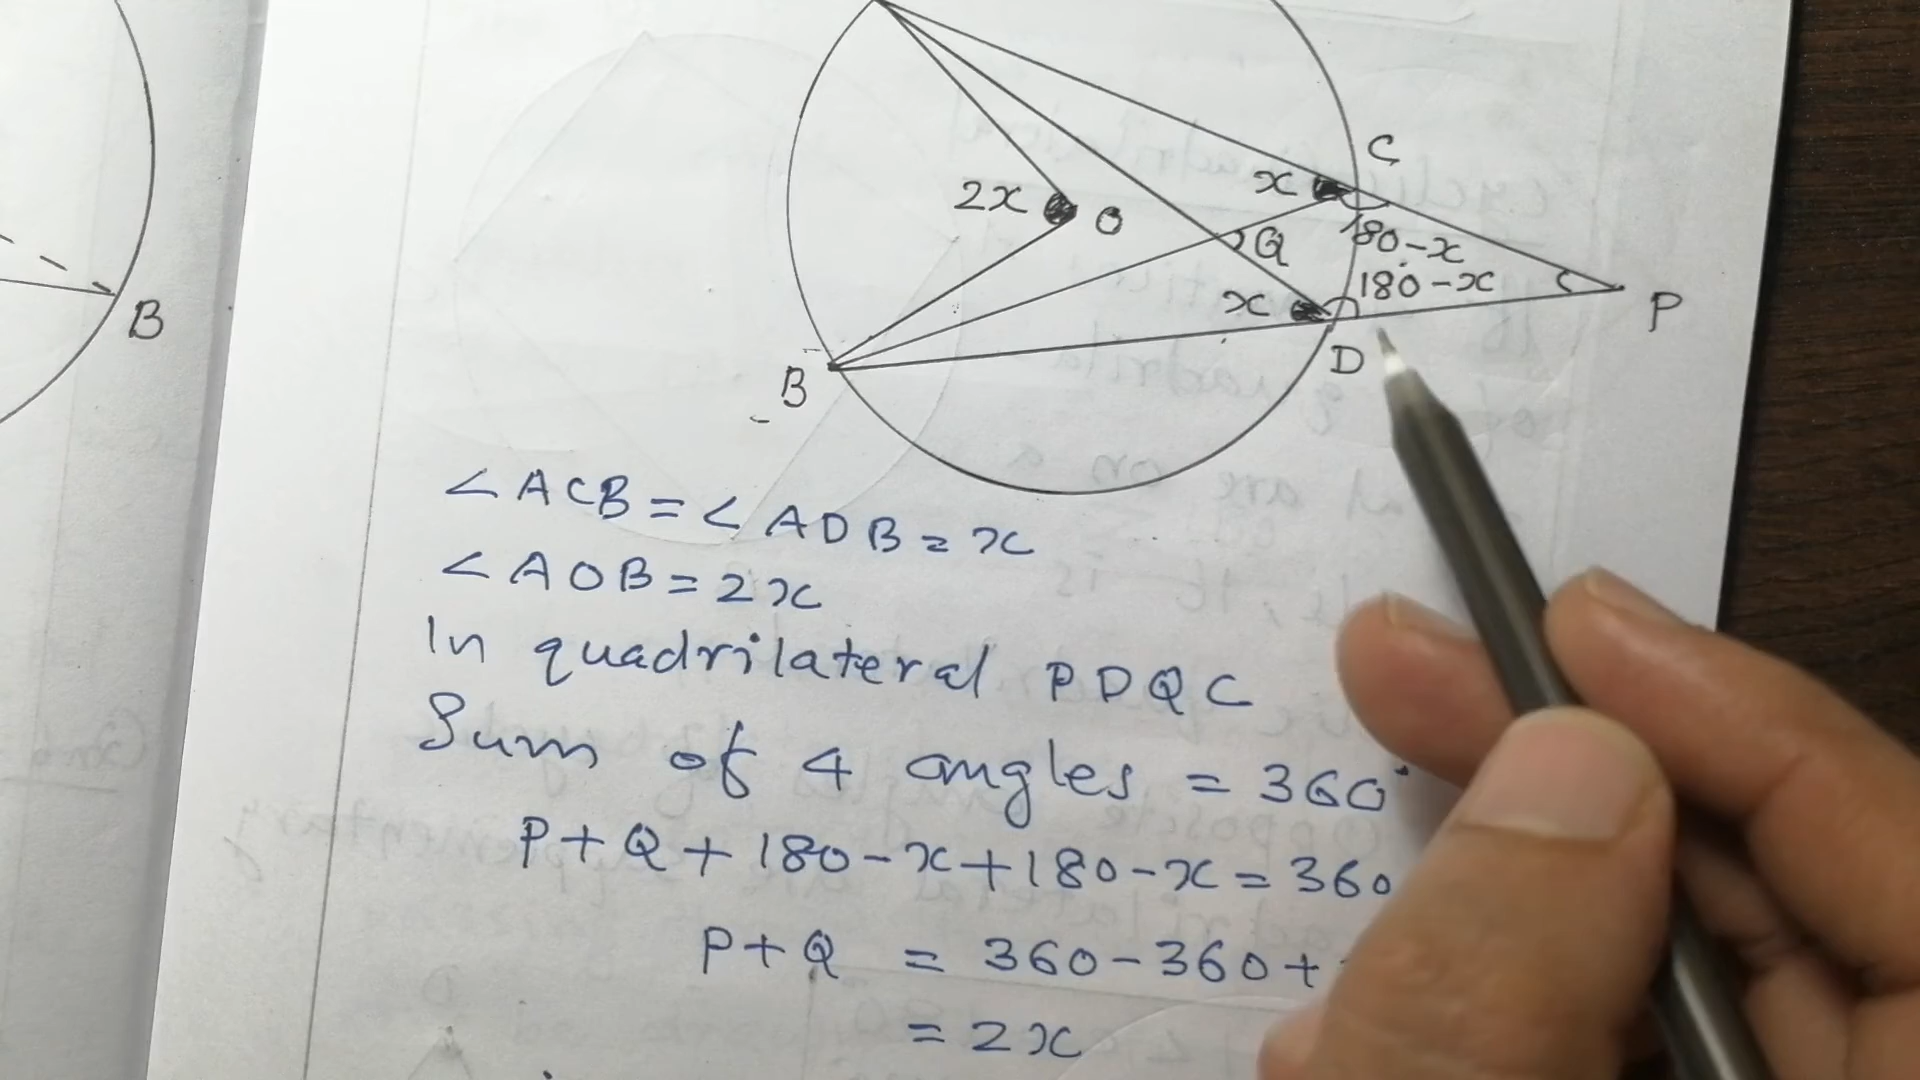 C
x
2x
O
Q
180-x
180-x
x
P
B
D
B
∠ACB = ∠ADB = x
∠AOB = 2x
In quadrilateral PDQC
Sum of 4 angles = 360°
P+Q+180-x+180-x = 360
P+Q = 360-360+
= 2x